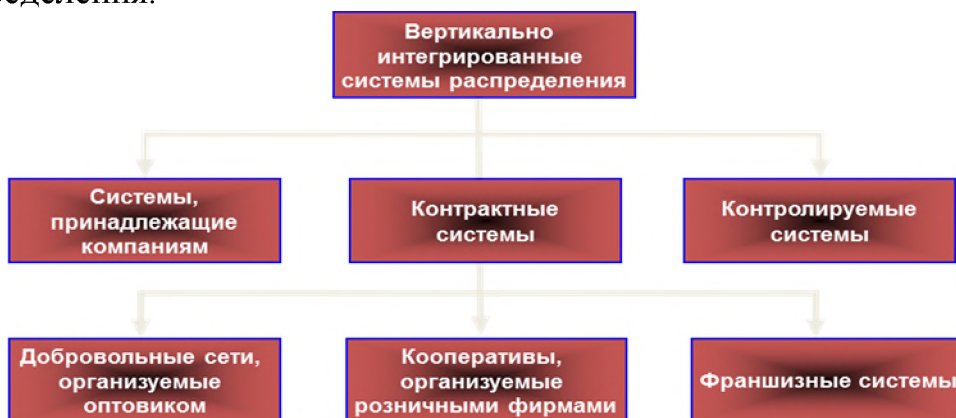 Вертикально
интегрированные
системы распределения
Системы,
принадлежащие
компаниям
Контрактные
системы
Контролируемые
системы
Добровольные сети,
организуемые
оптовиком
Кооперативы,
организуемые
розничными фирмами
Франшизные системы